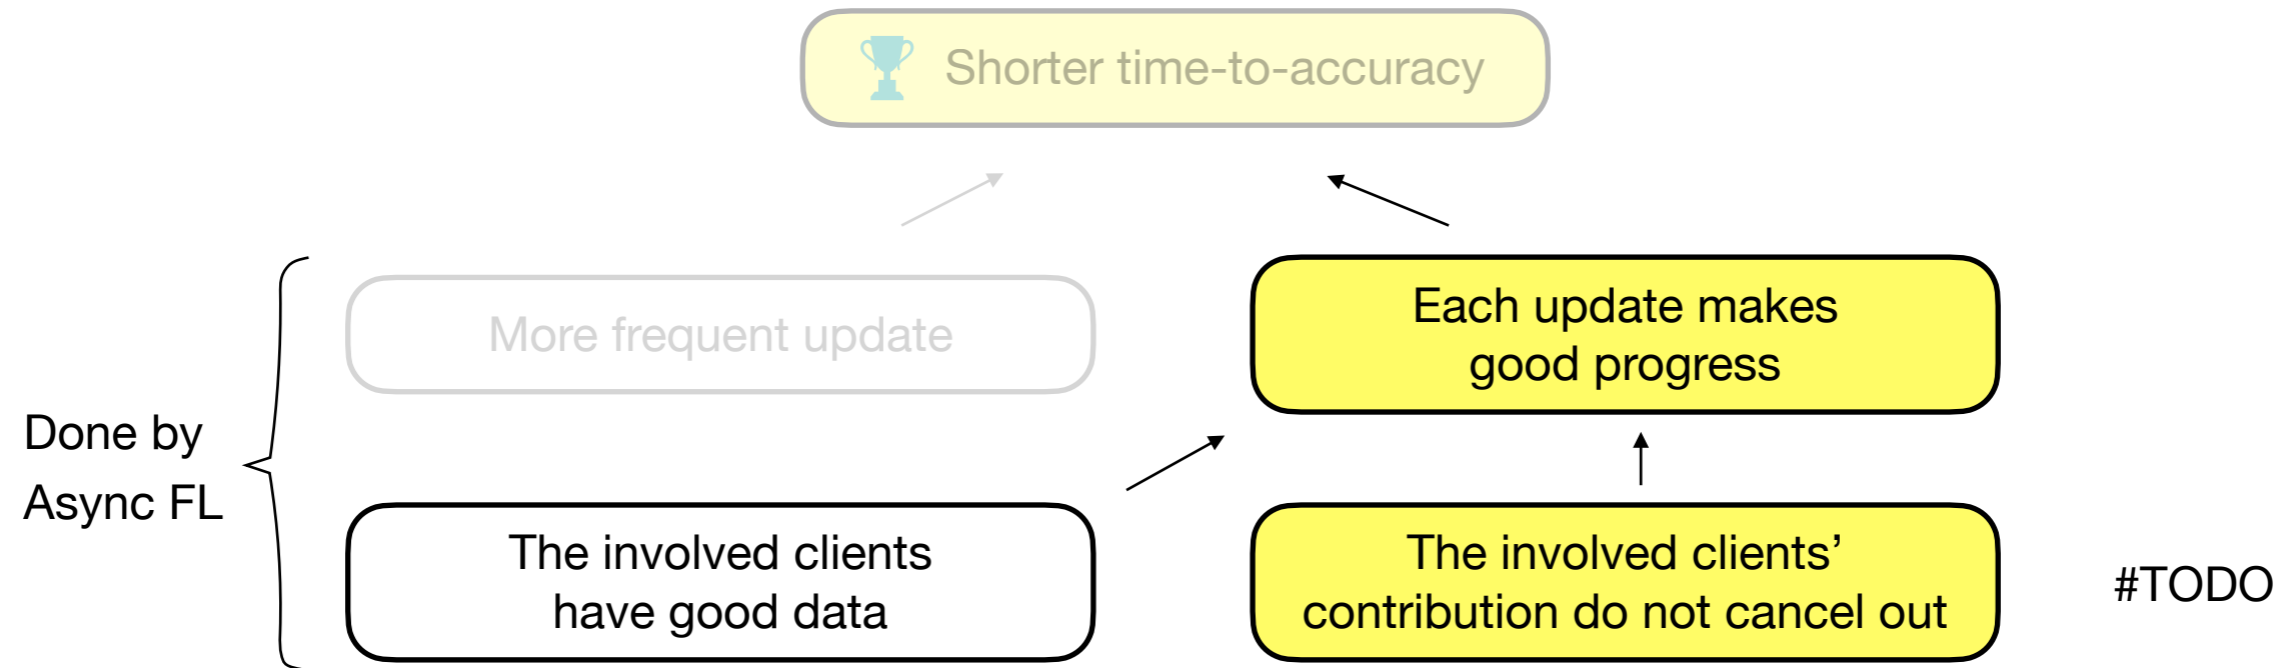 Shorter time-to-accuracy
More frequent update
Each update makes
good progress
Done by
Async FL
The involved clients
have good data
The involved clients’
contribution do not cancel out
#TODO